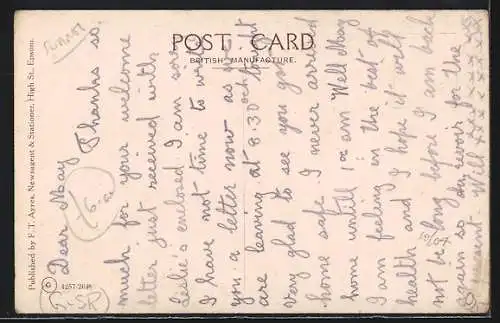 POST CARD
BRITISH MANUFACTURE.
Published by F. T. Ayres, Newsagent & Stationer, High St., Epsom.
4257-20
Dear May
Thanks so
much for your welcome
letter just received with
Leslie's enclosed I am sorry
I have not time to write
you a letter now as we
are leaving at 8.30 tonight
Very glad to see you got
home safe. I never arrived
home untill 1 am Well May
I am feeling in the best of
health and I hope it will
not be long before I am back
again so Au revoir for the
present. Will
x x x x x